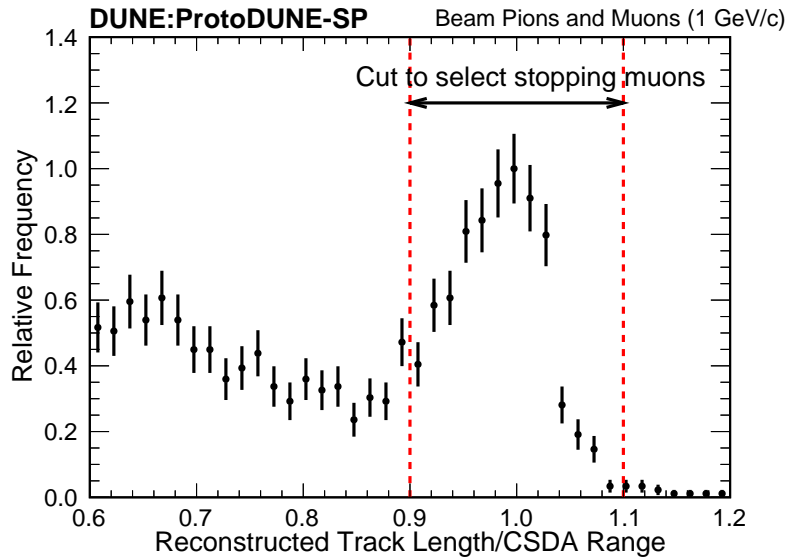 DUNE:ProtoDUNE-SP Beam Pions and Muons (1 GeV/c)
1.4
Cut to select stopping muons
1.2
1.0
0.8
0.6
0.4
0.2
0.0
Relative Frequency
0.6 0.7 0.8 0.9 1.0 1.1 1.2
Reconstructed Track Length/CSDA Range